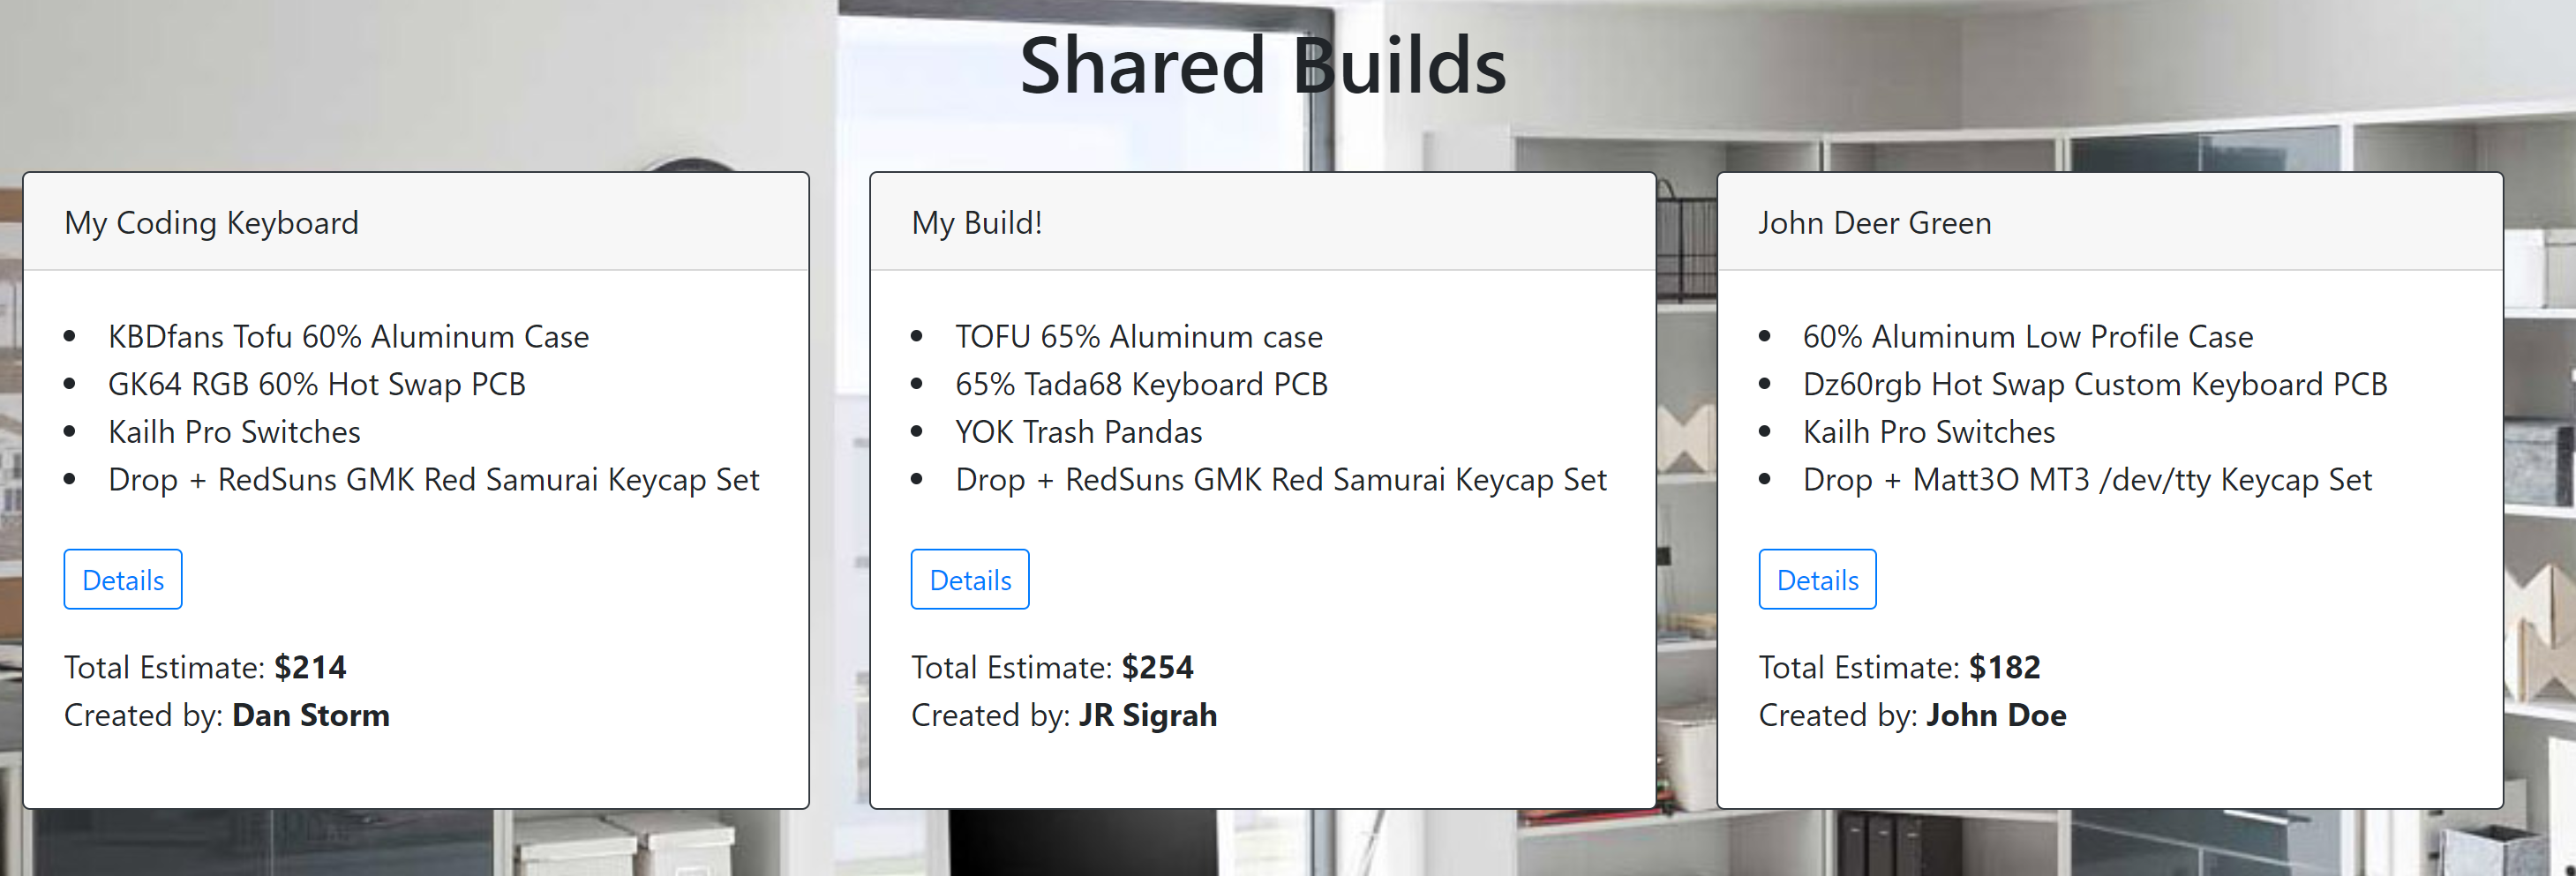 Shared Builds
My Coding Keyboard
KBDfans Tofu 60% Aluminum Case
GK64 RGB 60% Hot Swap PCB
Kailh Pro Switches
Drop + RedSuns GMK Red Samurai Keycap Set
Details
Total Estimate: $214
Created by: Dan Storm
My Build!
TOFU 65% Aluminum case
65% Tada68 Keyboard PCB
YOK Trash Pandas
Drop + RedSuns GMK Red Samurai Keycap Set
Details
Total Estimate: $254
Created by: JR Sigrah
John Deer Green
60% Aluminum Low Profile Case
Dz60rgb Hot Swap Custom Keyboard PCB
Kailh Pro Switches
Drop + Matt3O MT3 /dev/tty Keycap Set
Details
Total Estimate: $182
Created by: John Doe